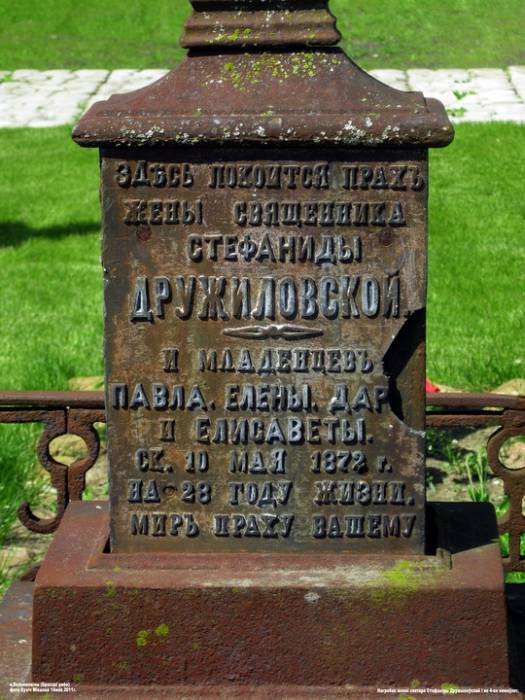 ЗДѢСЬ ПОКОИТСЯ ПРАХЪ
ЖЕНЫ СВЯЩЕННИКА
СТЕФАНИДЫ
ДРУЖИЛОВСКОЙ.
И МЛАДЕНЦЕВЪ
ПАВЛА. ЕЛЕНЫ. ДАР
И ЕЛИСАВЕТЫ.
СК. 10 МАЯ 1872 Г.
НА 28 ГОДУ ЖИЗНИ.
МИРЪ ПРАХУ ВАШЕМУ